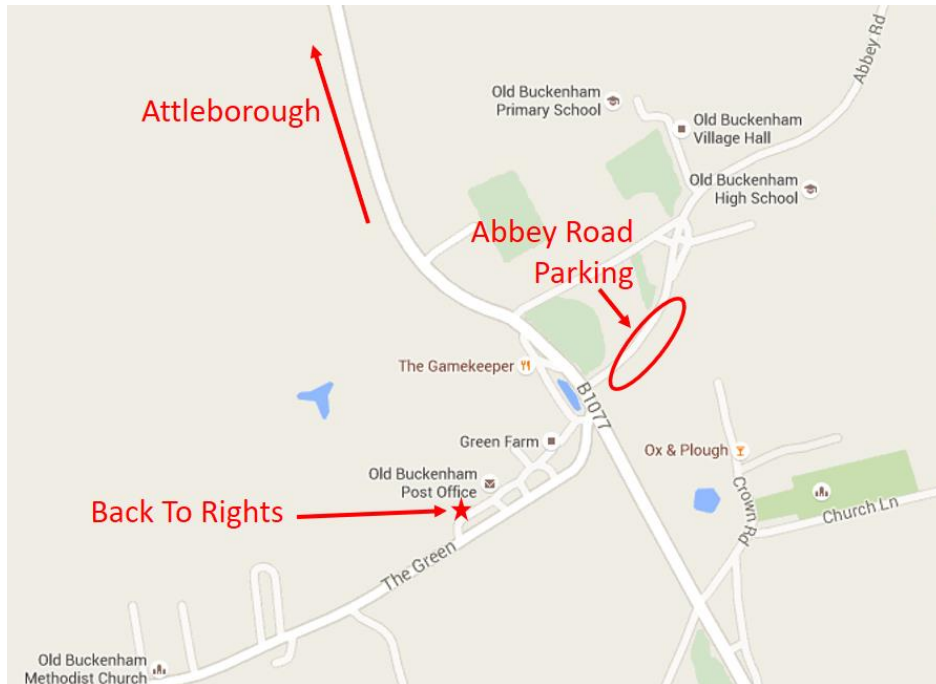 Abbey Rd
Old Buckenham
Primary School
Attleborough
Old Buckenham
Village Hall
Old Buckenham
High School
Abbey Road
Parking
The Gamekeeper
B1077
Green Farm
Ox & Plough
Old Buckenham
Post Office
Crown Rd
Back To Rights
Church Ln
The Green
Old Buckenham
Methodist Church